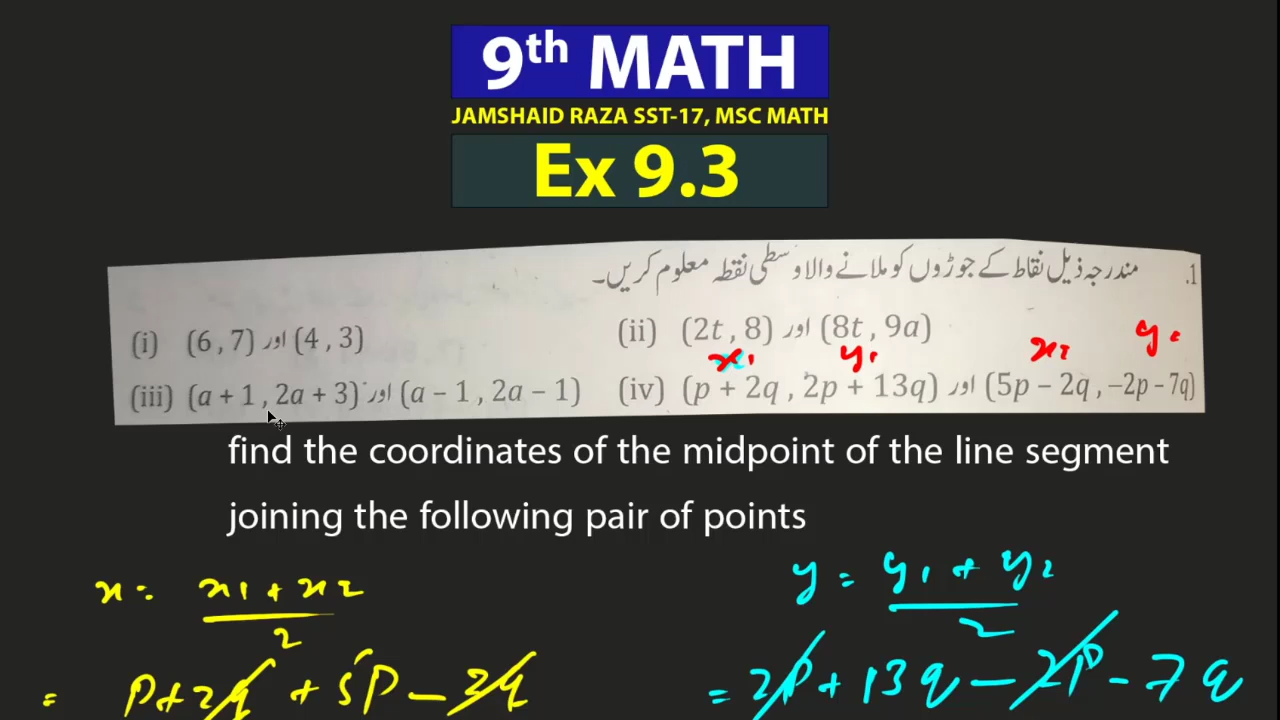 9th MATH
JAMSHAID RAZA SST-17, MSC MATH
Ex 9.3
1. مندرجہ ذیل نقاط کے جوڑوں کو ملانے والا وسطی نقطہ معلوم کریں۔
(i) (6, 7) اور (4, 3) (ii) (2t, 8) اور (8t, 9a)
x₁ y₁ x₂ y₂
(iii) (a + 1, 2a + 3) اور (a − 1, 2a − 1) (iv) (p + 2q, 2p + 13q) اور (5p − 2q, −2p - 7q)
find the coordinates of the midpoint of the line segment
joining the following pair of points
x = x₁ + x₂ / 2 y = y₁ + y₂ / 2
= p + 2q + 5p − 2q = 2p + 13q − 2p − 7q